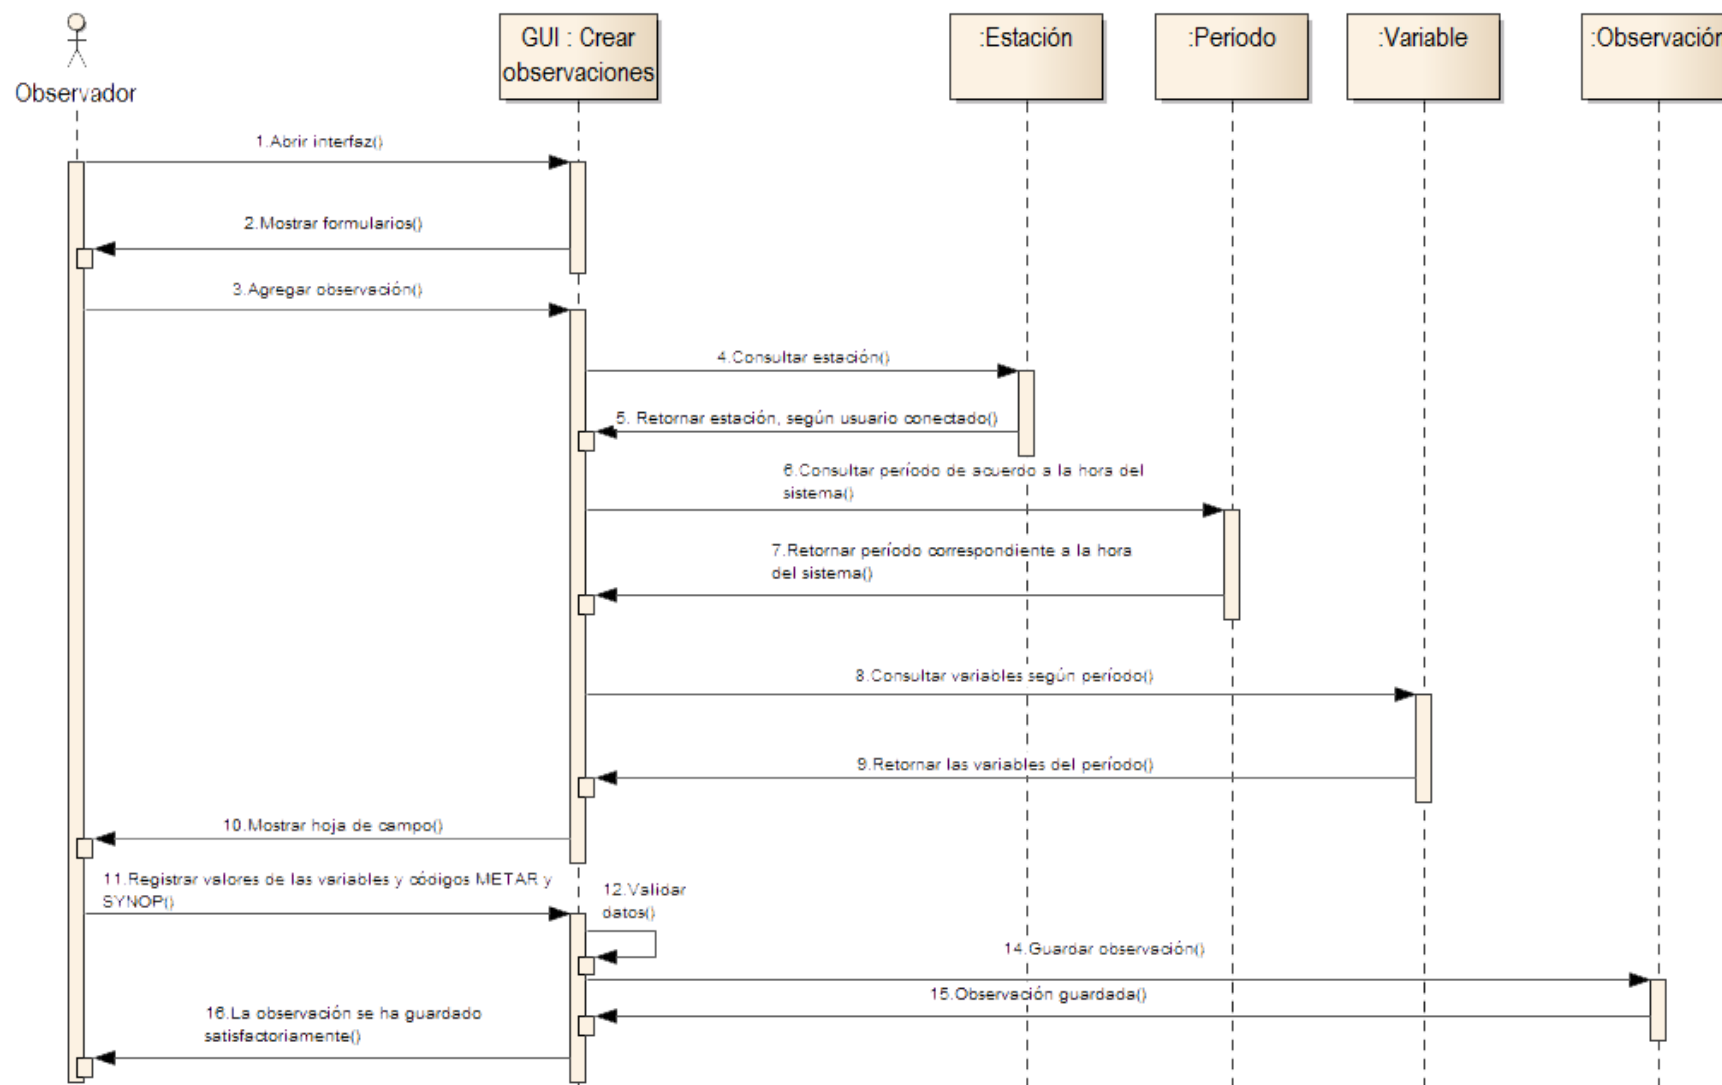 Observador
GUI : Crear
observaciones
:Estación
:Periodo
:Variable
:Observación
1.Abrir interfaz()
2.Mostrar formularios()
3.Agregar observación()
4.Consultar estación()
5. Retornar estación, según usuario conectado()
6.Consultar período de acuerdo a la hora del
sistema()
7.Retornar período correspondiente a la hora
del sistema()
8.Consultar variables según período()
9.Retornar las variables del período()
10.Mostrar hoja de campo()
11.Registrar valores de las variables y códigos METAR y
SYNOP()
12.Validar
datos()
14.Guardar observación()
15.Observación guardada()
16.La observación se ha guardado
satisfactoriamente()